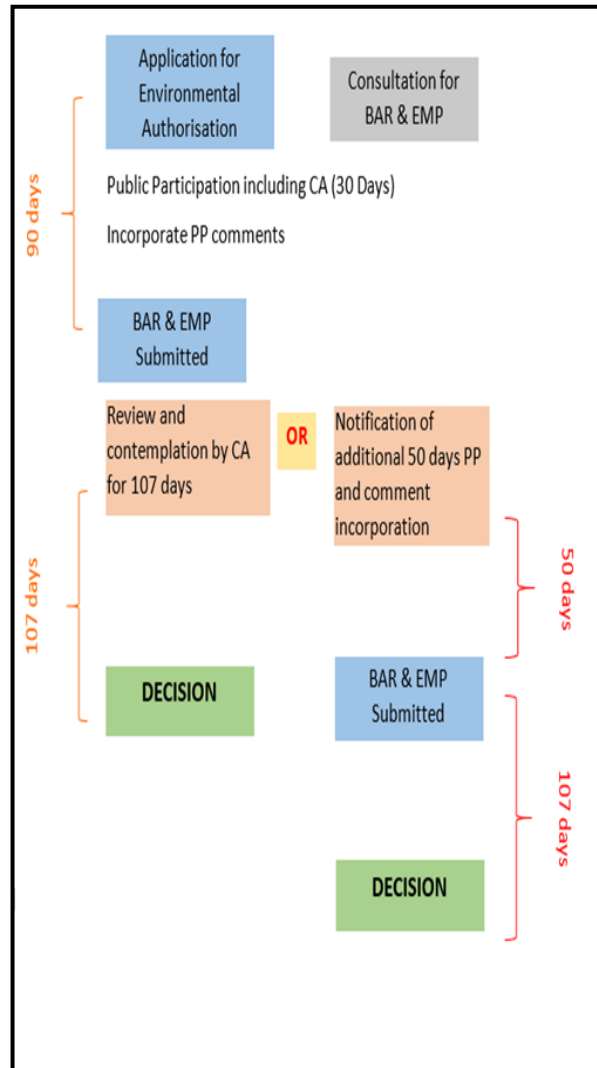 Application for
Environmental
Authorisation
Consultation for
BAR & EMP
90 days
Public Participation including CA (30 Days)
Incorporate PP comments
BAR & EMP
Submitted
Review and
contemplation by CA
for 107 days
OR
Notification of
additional 50 days PP
and comment
incorporation
107 days
50 days
DECISION
BAR & EMP
Submitted
107 days
DECISION